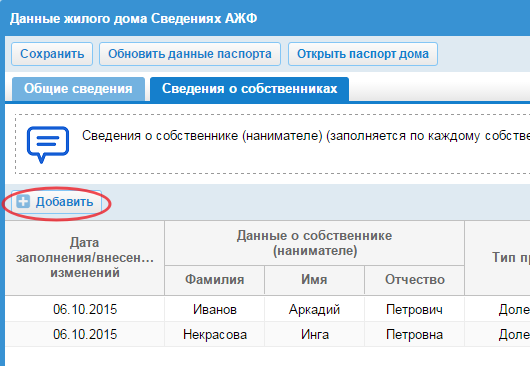 Данные жилого дома Сведениях АЖФ
Сохранить Обновить данные паспорта Открыть паспорт дома
Общие сведения Сведения о собственниках
Сведения о собственнике (нанимателе) (заполняется по каждому собстве
Добавить
Дата заполнения/внесен... изменений
Данные о собственнике (нанимателе)
Тип пр
Фамилия Имя Отчество
06.10.2015 Иванов Аркадий Петрович Доле
06.10.2015 Некрасова Инга Петровна Доле